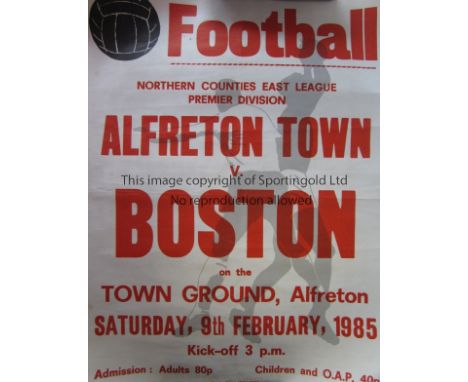 Football
NORTHERN COUNTIES EAST LEAGUE
PREMIER DIVISION
ALFRETON TOWN
v.
This image copyright of Sportingold Ltd
No reproduction allowed
BOSTON
on the
TOWN GROUND, Alfreton
SATURDAY, 9th FEBRUARY, 1985
Kick-off 3 p.m.
Admission : Adults 80p Children and O.A.P. 40p